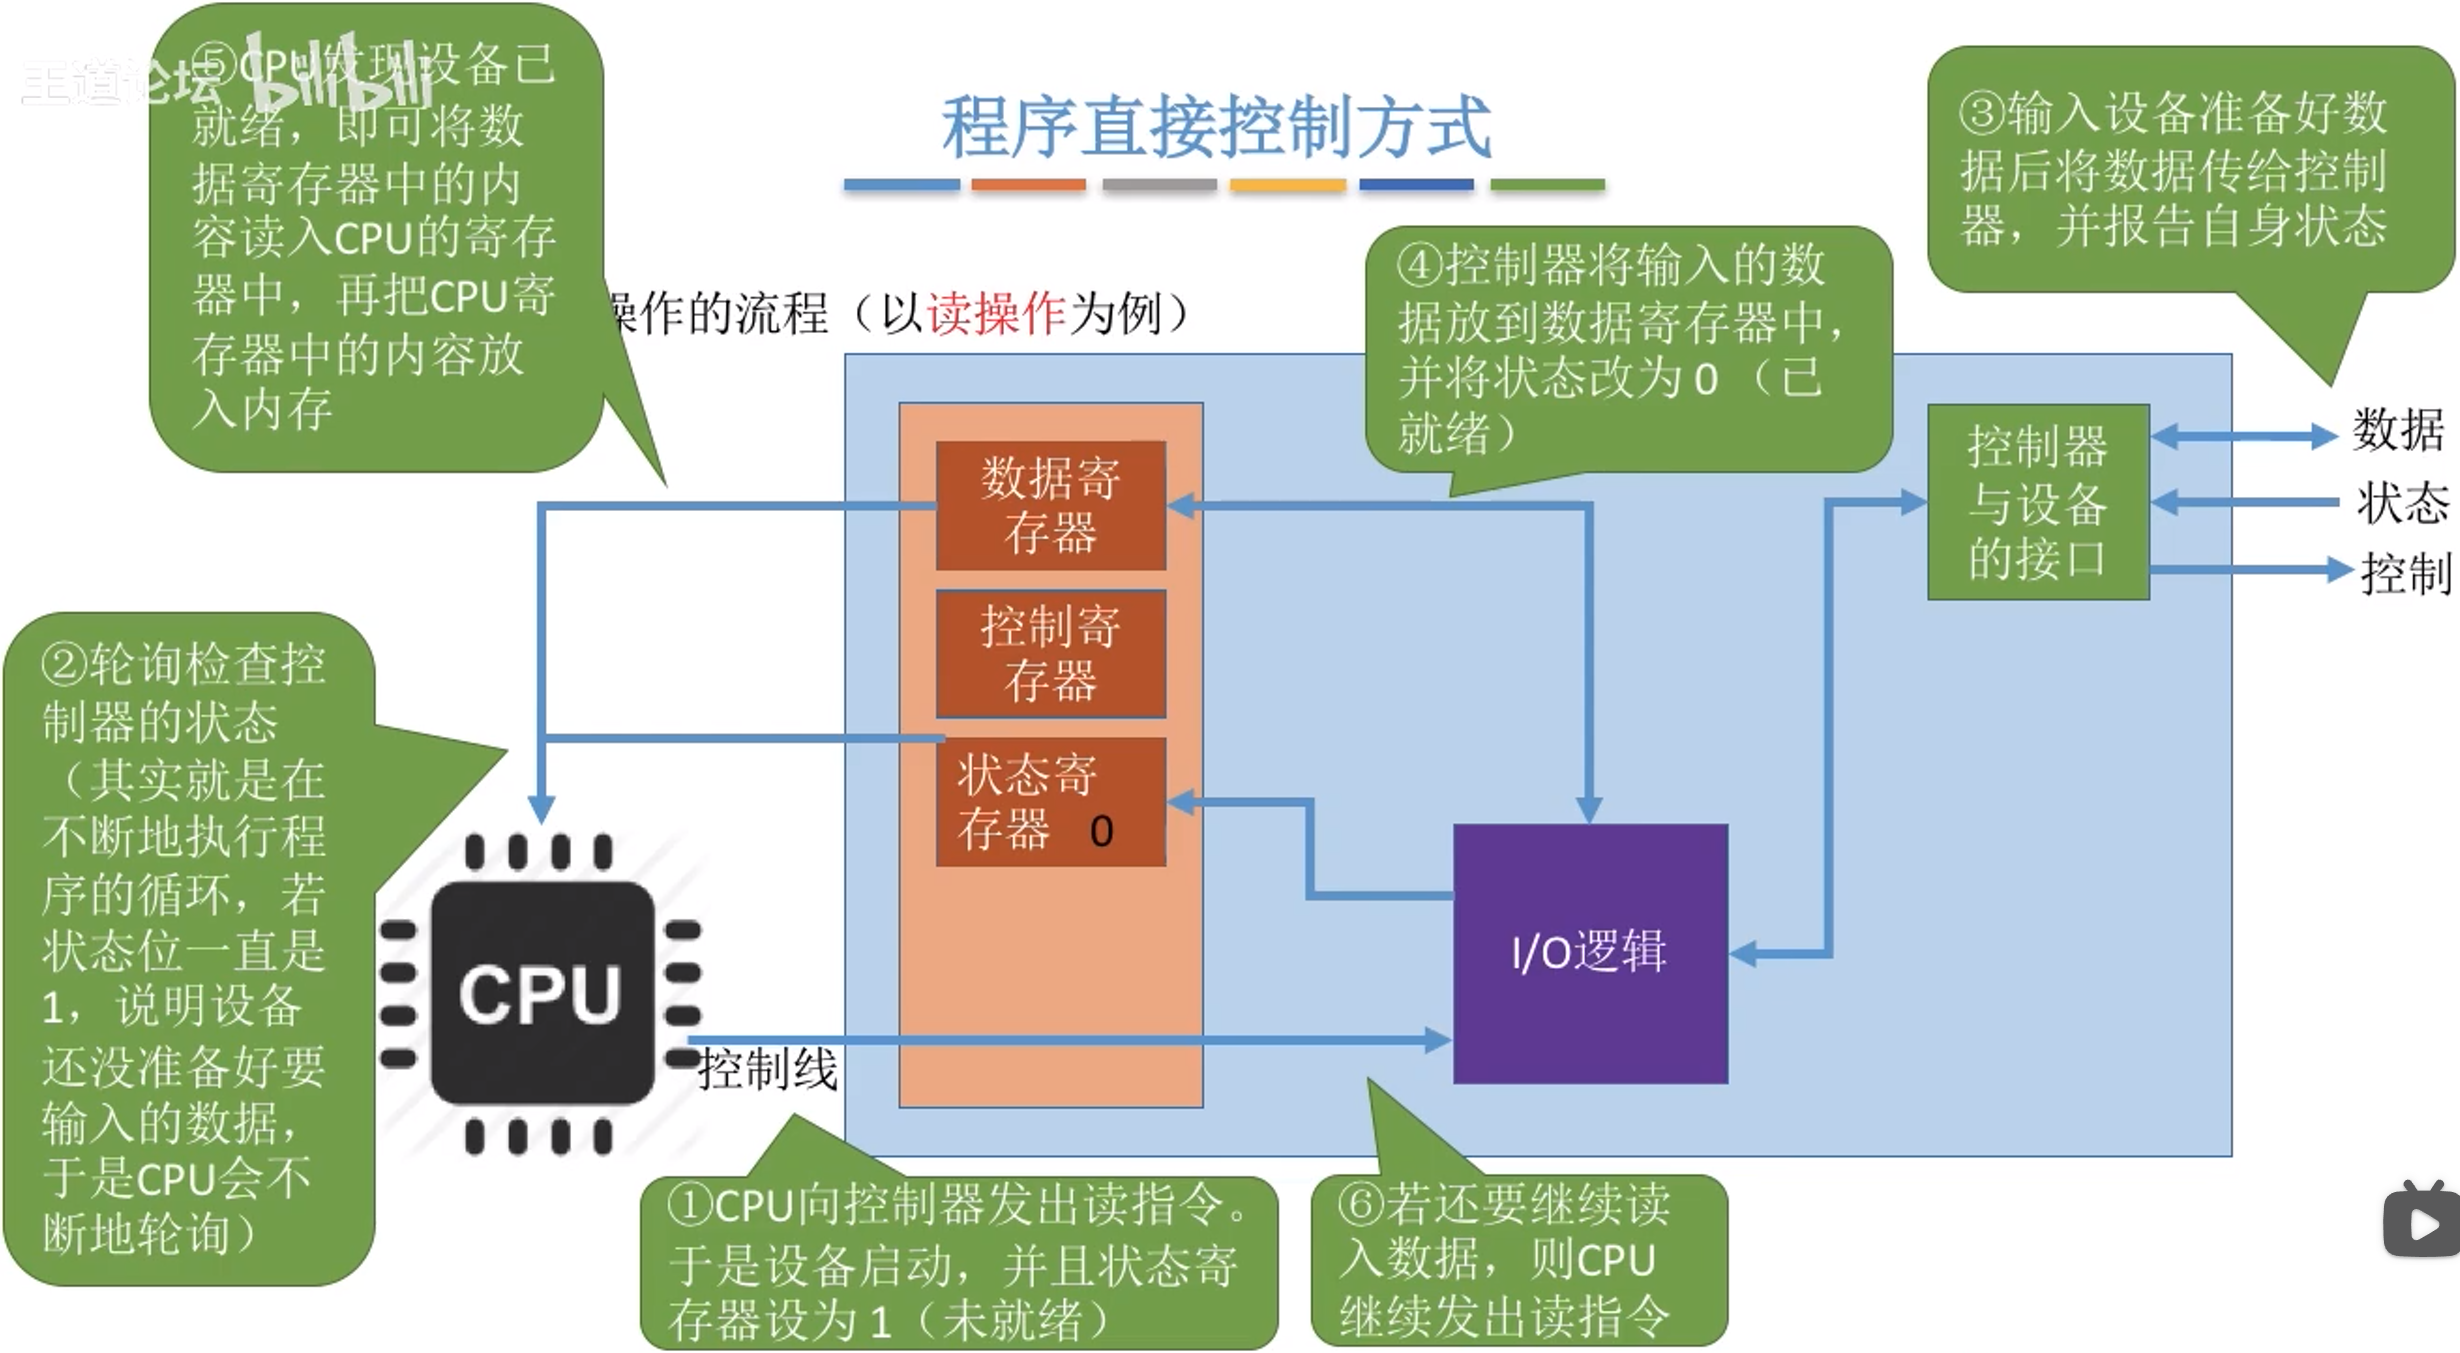 王道论坛 bilibili
程序直接控制方式
操作的流程（以读操作为例）
⑤CPU发现设备已
就绪，即可将数
据寄存器中的内
容读入CPU的寄存
器中，再把CPU寄
存器中的内容放
入内存
③输入设备准备好数
据后将数据传给控制
器，并报告自身状态
④控制器将输入的数
据放到数据寄存器中，
并将状态改为0（已
就绪）
数据寄
存器
控制寄
存器
状态寄
存器 0
控制器
与设备
的接口
数据
状态
控制
②轮询检查控
制器的状态
（其实就是在
不断地执行程
序的循环，若
状态位一直是
1，说明设备
还没准备好要
输入的数据，
于是CPU会不
断地轮询）
CPU
控制线
I/O逻辑
①CPU向控制器发出读指令。
于是设备启动，并且状态寄
存器设为1（未就绪）
⑥若还要继续读
入数据，则CPU
继续发出读指令